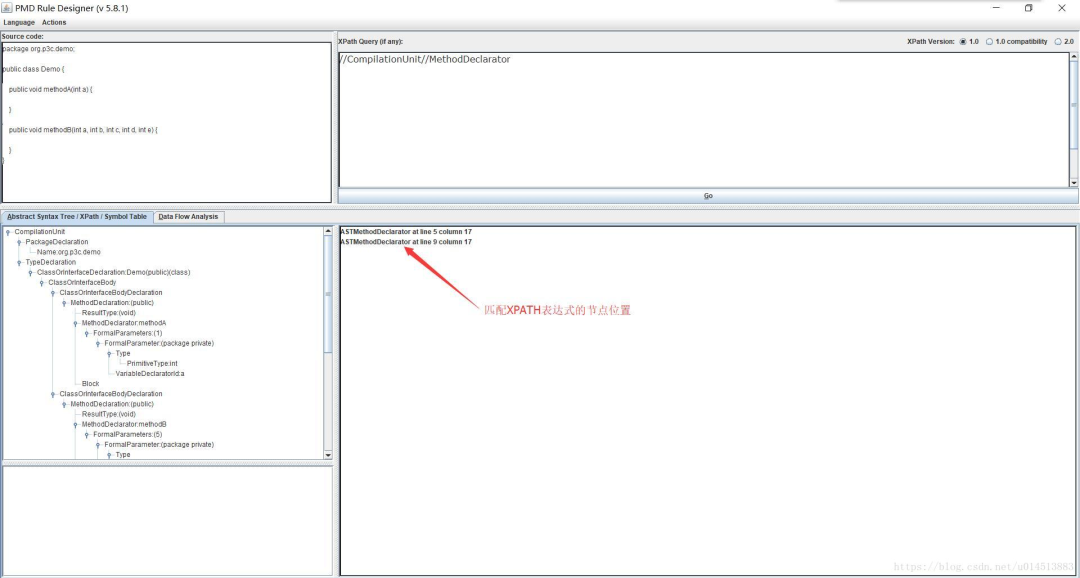 PMD Rule Designer (v 5.8.1)
Language Actions
Source code:
package org.p3c.demo;
public class Demo {
public void methodA(int a) {
}
public void methodB(int a, int b, int c, int d, int e) {
}
}
XPath Query (if any):
XPath Version: 1.0 1.0 compatibility 2.0
//CompilationUnit//MethodDeclarator
Go
Abstract Syntax Tree / XPath / Symbol Table
Data Flow Analysis
CompilationUnit
PackageDeclaration
Name:org.p3c.demo
TypeDeclaration
ClassOrInterfaceDeclaration:Demo(public)(class)
ClassOrInterfaceBody
ClassOrInterfaceBodyDeclaration
MethodDeclaration:(public)
ResultType:(void)
MethodDeclarator:methodA
FormalParameters:(1)
FormalParameter:(package private)
Type
PrimitiveType:int
VariableDeclaratorId:a
Block
ClassOrInterfaceBodyDeclaration
MethodDeclaration:(public)
ResultType:(void)
MethodDeclarator:methodB
FormalParameters:(5)
FormalParameter:(package private)
Type
ASTMethodDeclarator at line 5 column 17
ASTMethodDeclarator at line 9 column 17
匹配XPATH表达式的节点位置
https://blog.csdn.net/u014513883